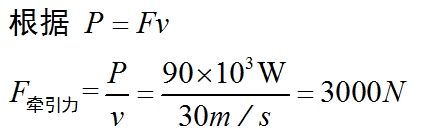 根据 P = Fv
F牵引力 = P/v = 90×10³W/30m/s = 3000N